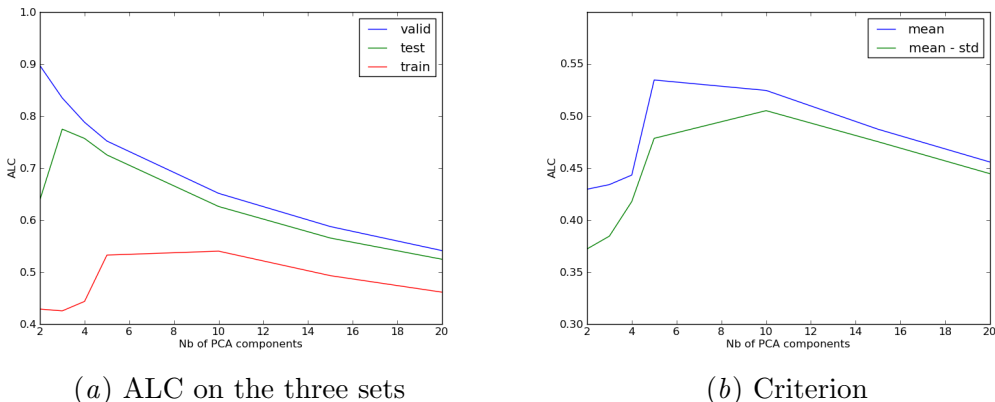 1.0
0.9
0.8
0.7
0.6
0.5
0.4
ALC
2 4 6 8 10 12 14 16 18 20
Nb of PCA components
valid
test
train
(a) ALC on the three sets
0.55
0.50
0.45
0.40
0.35
0.30
ALC
2 4 6 8 10 12 14 16 18 20
Nb of PCA components
mean
mean - std
(b) Criterion